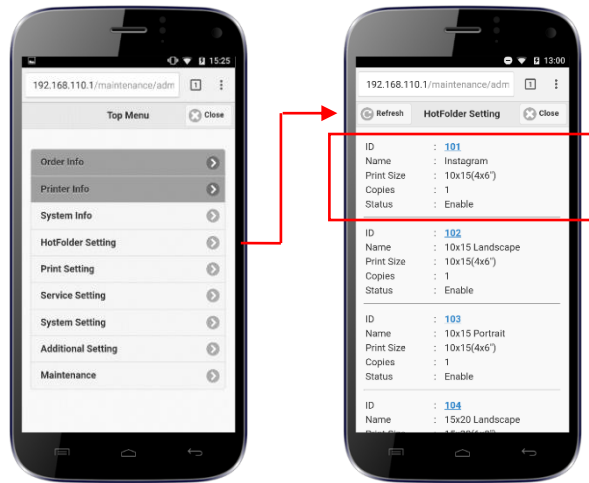 15:25
192.168.110.1/maintenance/adm
1
Top Menu
Close
Order Info
Printer Info
System Info
HotFolder Setting
Print Setting
Service Setting
System Setting
Additional Setting
Maintenance
13:00
192.168.110.1/maintenance/adm
1
Refresh
HotFolder Setting
Close
ID : 101
Name : Instagram
Print Size : 10x15(4x6")
Copies : 1
Status : Enable
ID : 102
Name : 10x15 Landscape
Print Size : 10x15(4x6")
Copies : 1
Status : Enable
ID : 103
Name : 10x15 Portrait
Print Size : 10x15(4x6")
Copies : 1
Status : Enable
ID : 104
Name : 15x20 Landscape